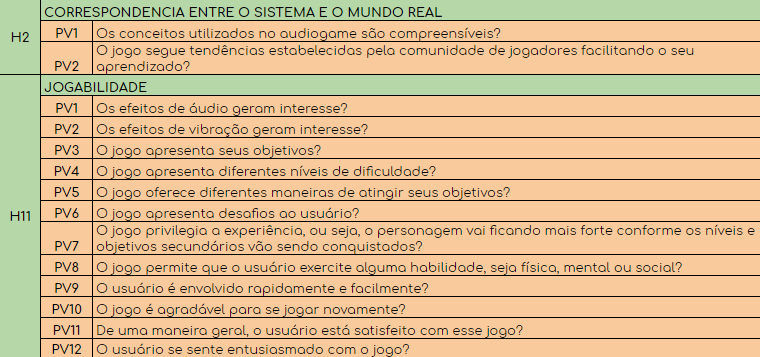 H2
CORRESPONDENCIA ENTRE O SISTEMA E O MUNDO REAL
PV1 Os conceitos utilizados no audiogame são compreensíveis?
PV2 O jogo segue tendências estabelecidas pela comunidade de jogadores facilitando o seu
aprendizado?
H11
JOGABILIDADE
PV1 Os efeitos de áudio geram interesse?
PV2 Os efeitos de vibração geram interesse?
PV3 O jogo apresenta seus objetivos?
PV4 O jogo apresenta diferentes níveis de dificuldade?
PV5 O jogo oferece diferentes maneiras de atingir seus objetivos?
PV6 O jogo apresenta desafios ao usuário?
PV7 O jogo privilegia a experiência, ou seja, o personagem vai ficando mais forte conforme os níveis e
objetivos secundários vão sendo conquistados?
PV8 O jogo permite que o usuário exercite alguma habilidade, seja física, mental ou social?
PV9 O usuário é envolvido rapidamente e facilmente?
PV10 O jogo é agradável para se jogar novamente?
PV11 De uma maneira geral, o usuário está satisfeito com esse jogo?
PV12 O usuário se sente entusiasmado com o jogo?